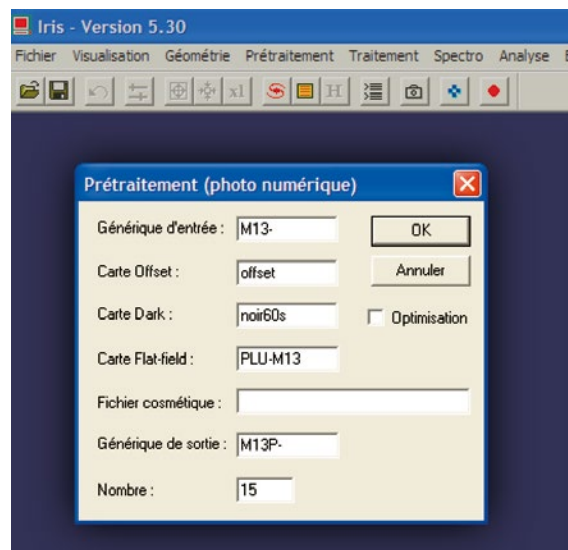 Iris - Version 5.30
Fichier Visualisation Géométrie Prétraitement Traitement Spectro Analyse
x1 H
Prétraitement (photo numérique)
Générique d'entrée : M13- OK
Carte Offset : offset Annuler
Carte Dark : noir60s Optimisation
Carte Flat-field : PLU-M13
Fichier cosmétique :
Générique de sortie : M13P-
Nombre : 15